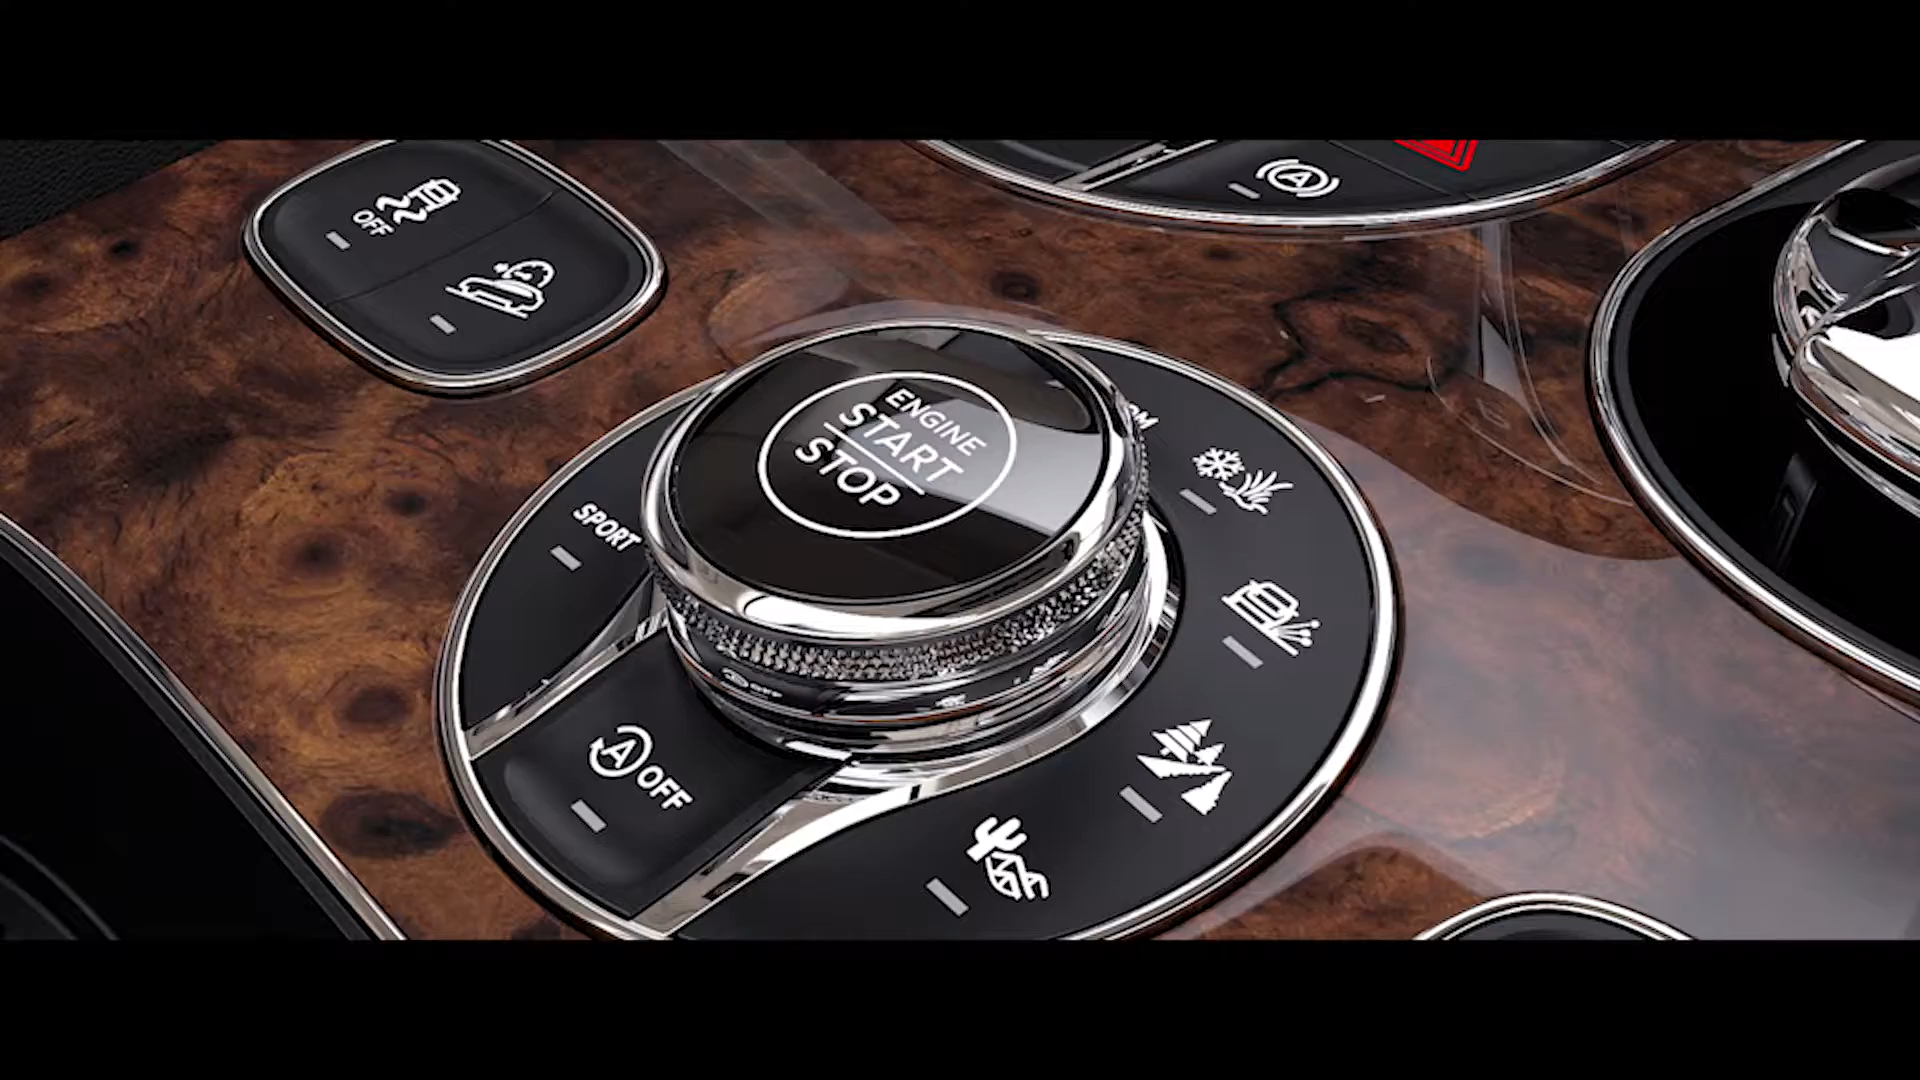 OFF
A
ENGINE
START
STOP
SPORT
A OFF